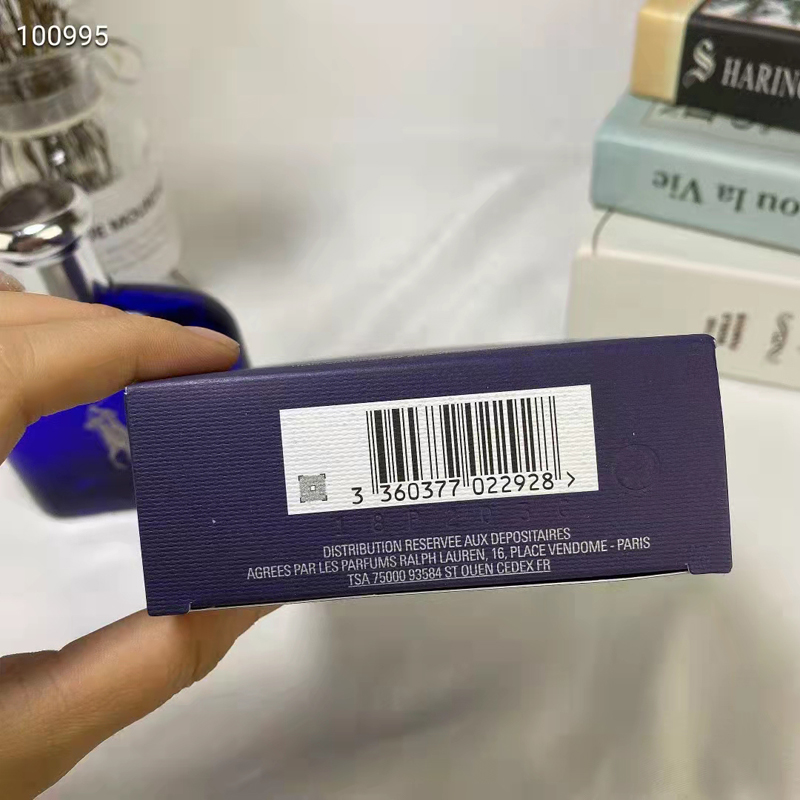 100995
HARING
ou la Vie
3 360377 022928 >
DISTRIBUTION RESERVEE AUX DEPOSITAIRES
AGREES PAR LES PARFUMS RALPH LAUREN, 16, PLACE VENDOME - PARIS
TSA 75000 93584 ST OUEN CEDEX FR